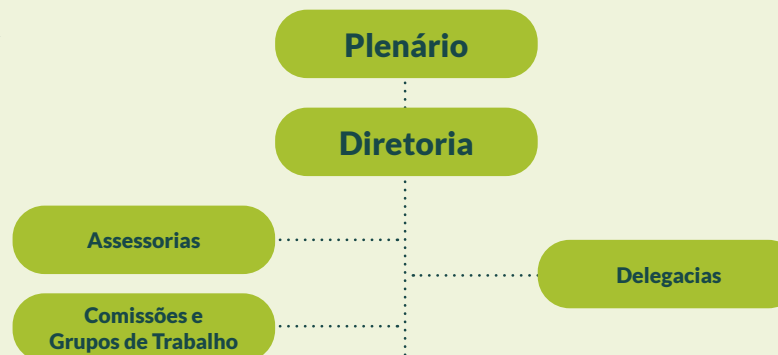 Plenário
Diretoria
Assessorias
Delegacias
Comissões e
Grupos de Trabalho